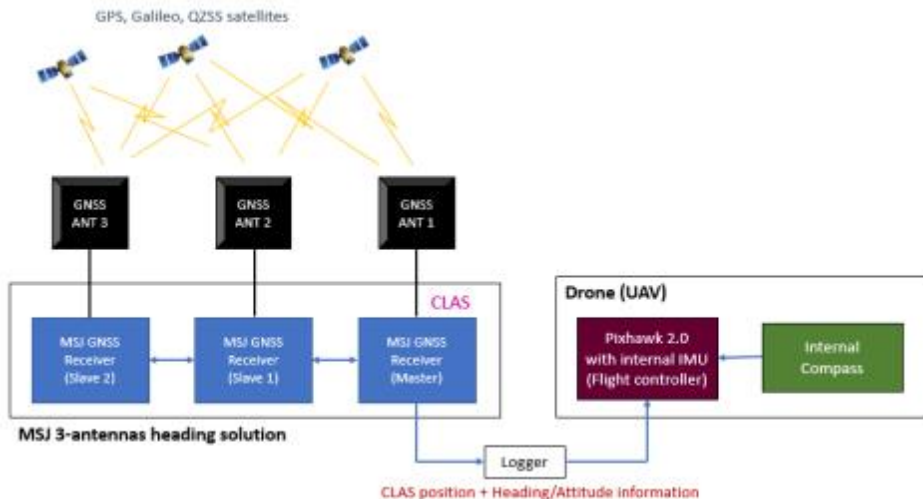 GPS, Galileo, QZSS satellites
GNSS
ANT 3
GNSS
ANT 2
GNSS
ANT 1
CLAS
MSJ GNSS
Receiver
(Slave 2)
MSJ GNSS
Receiver
(Slave 1)
MSJ GNSS
Receiver
(Master)
MSJ 3-antennas heading solution
Drone (UAV)
Pixhawk 2.0
with internal IMU
(Flight controller)
Internal
Compass
Logger
CLAS position + Heading/Attitude information